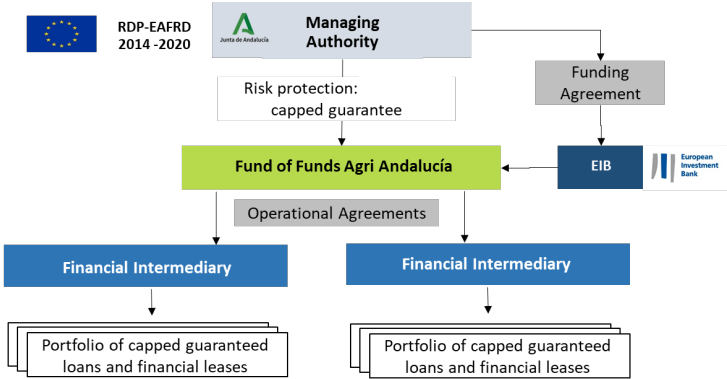 RDP-EAFRD
2014 -2020
Junta de Andalucía
Managing
Authority
Funding
Agreement
Risk protection:
capped guarantee
Fund of Funds Agri Andalucía
EIB
European
Investment
Bank
Operational Agreements
Financial Intermediary
Financial Intermediary
Portfolio of capped guaranteed
loans and financial leases
Portfolio of capped guaranteed
loans and financial leases